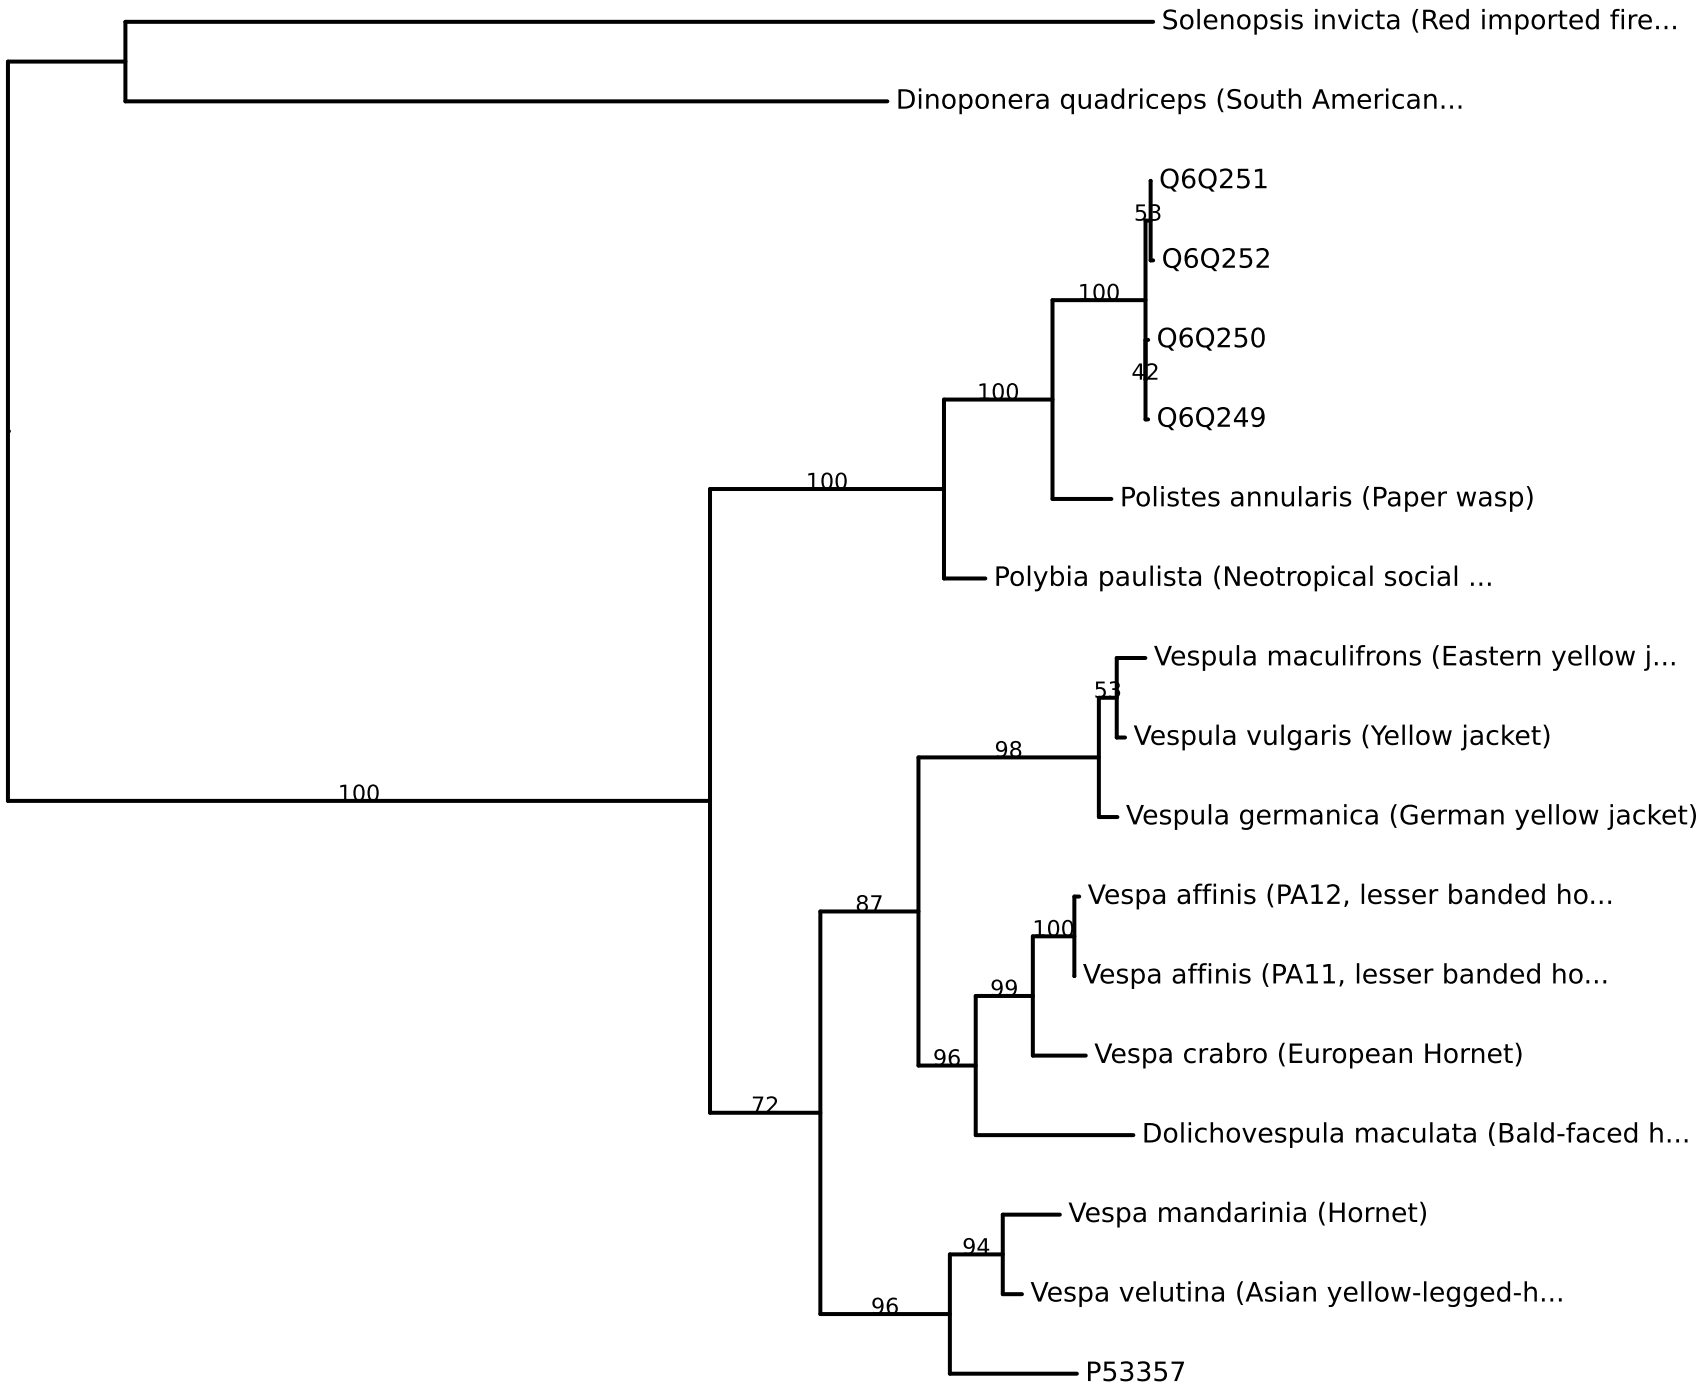 Solenopsis invicta (Red imported fire...
Dinoponera quadriceps (South American...
Q6Q251
53
Q6Q252
100
Q6Q250
42
100
Q6Q249
100
Polistes annularis (Paper wasp)
Polybia paulista (Neotropical social ...
Vespula maculifrons (Eastern yellow j...
53
Vespula vulgaris (Yellow jacket)
98
100
Vespula germanica (German yellow jacket)
87
Vespa affinis (PA12, lesser banded ho...
100
Vespa affinis (PA11, lesser banded ho...
99
96
Vespa crabro (European Hornet)
72
Dolichovespula maculata (Bald-faced h...
Vespa mandarinia (Hornet)
94
Vespa velutina (Asian yellow-legged-h...
96
P53357